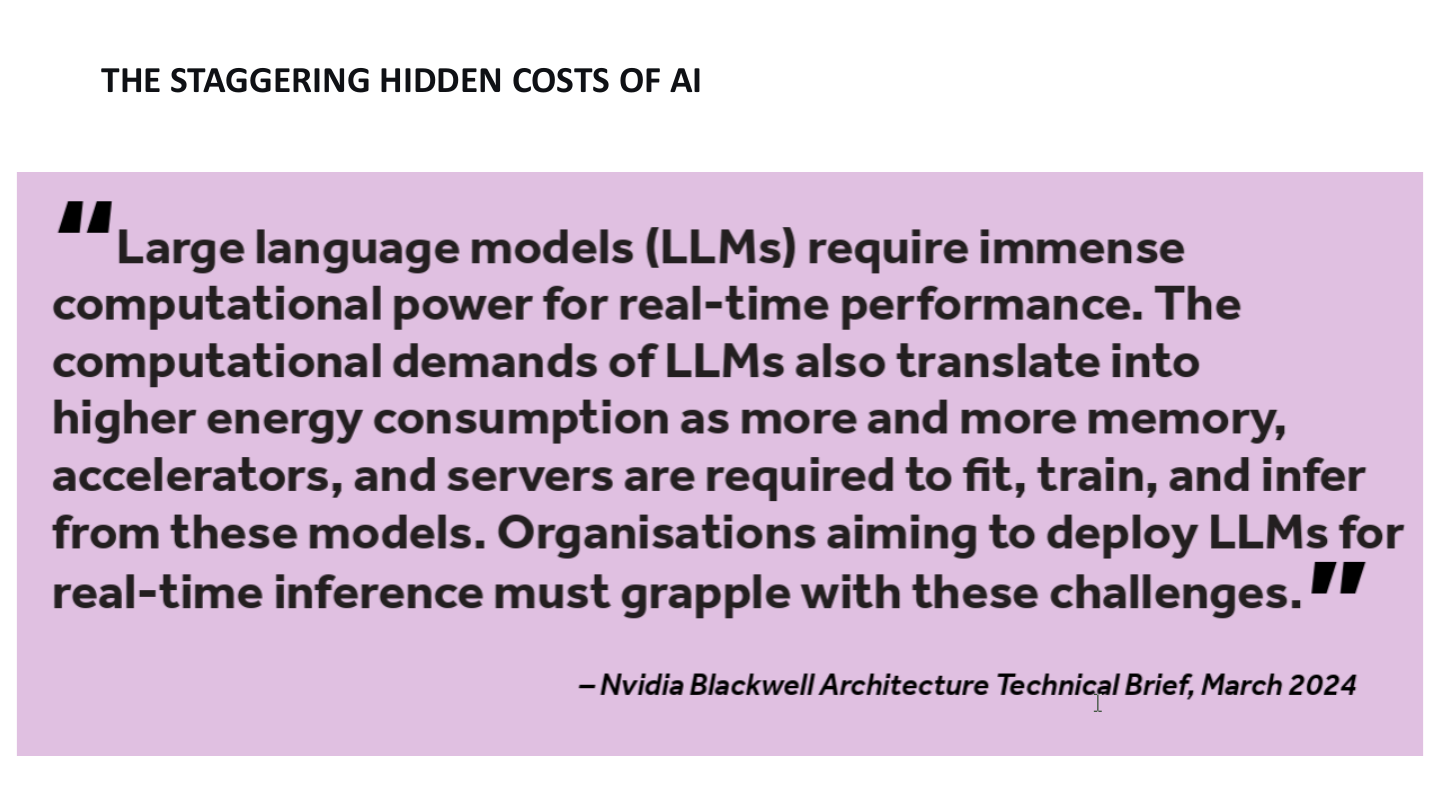 THE STAGGERING HIDDEN COSTS OF AI
“Large language models (LLMs) require immense
computational power for real-time performance. The
computational demands of LLMs also translate into
higher energy consumption as more and more memory,
accelerators, and servers are required to fit, train, and infer
from these models. Organisations aiming to deploy LLMs for
real-time inference must grapple with these challenges.”
– Nvidia Blackwell Architecture Technical Brief, March 2024